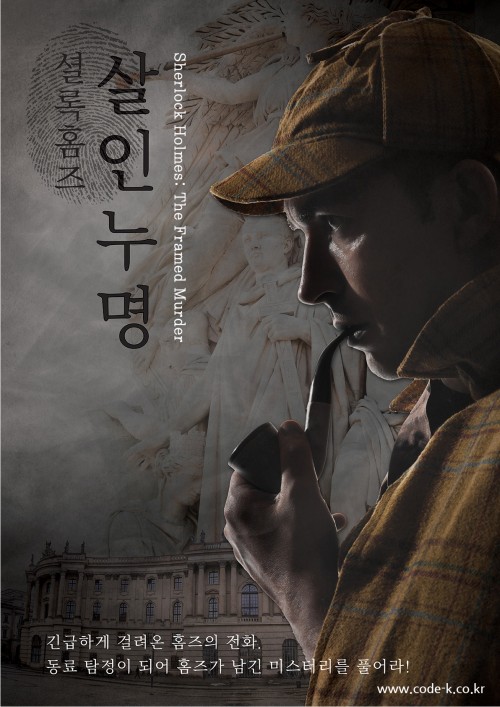 셜록홈즈
살인누명
Sherlock Holmes: The Framed Murder
긴급하게 걸려온 홈즈의 전화.
동료 탐정이 되어 홈즈가 남긴 미스터리를 풀어라!
www.code-k.co.kr